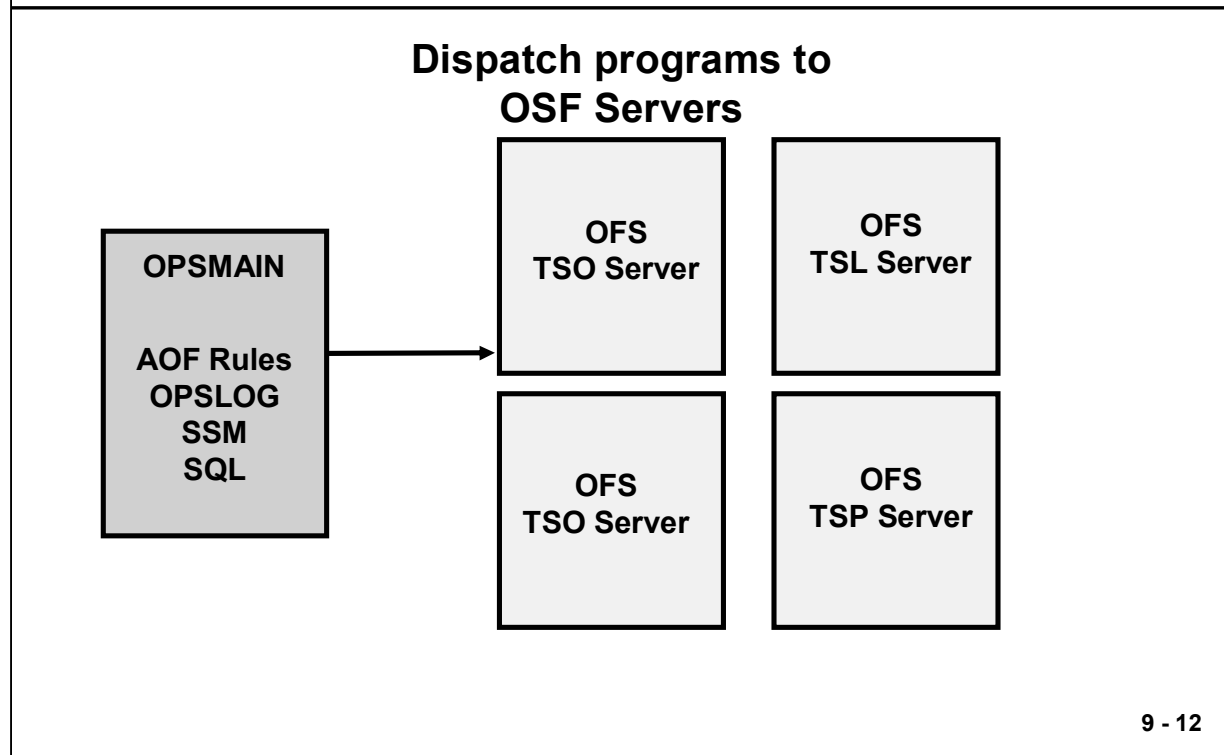 Dispatch programs to
OSF Servers
OPSMAIN
AOF Rules
OPSLOG
SSM
SQL
OFS
TSO Server
OFS
TSL Server
OFS
TSO Server
OFS
TSP Server
9 - 12